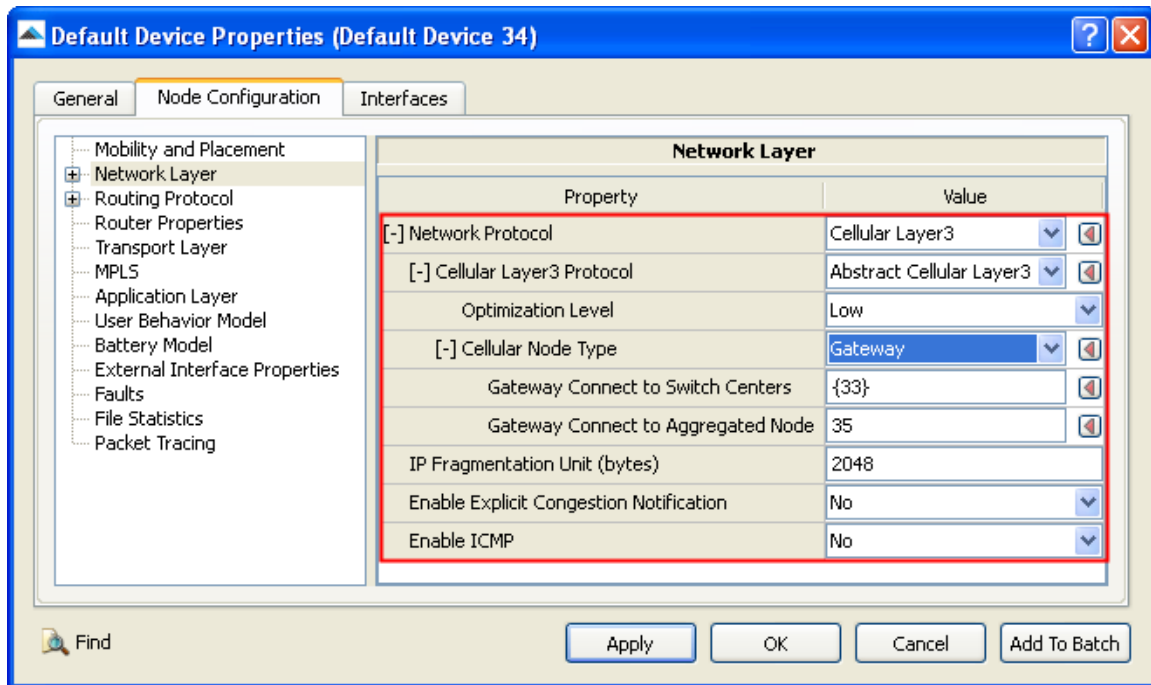 Default Device Properties (Default Device 34)
General Node Configuration Interfaces
Mobility and Placement
Network Layer
Routing Protocol
Router Properties
Transport Layer
MPLS
Application Layer
User Behavior Model
Battery Model
External Interface Properties
Faults
File Statistics
Packet Tracing
Network Layer
Property Value
[-] Network Protocol Cellular Layer3
[-] Cellular Layer3 Protocol Abstract Cellular Layer3
Optimization Level Low
[-] Cellular Node Type Gateway
Gateway Connect to Switch Centers {33}
Gateway Connect to Aggregated Node 35
IP Fragmentation Unit (bytes) 2048
Enable Explicit Congestion Notification No
Enable ICMP No
Find Apply OK Cancel Add To Batch